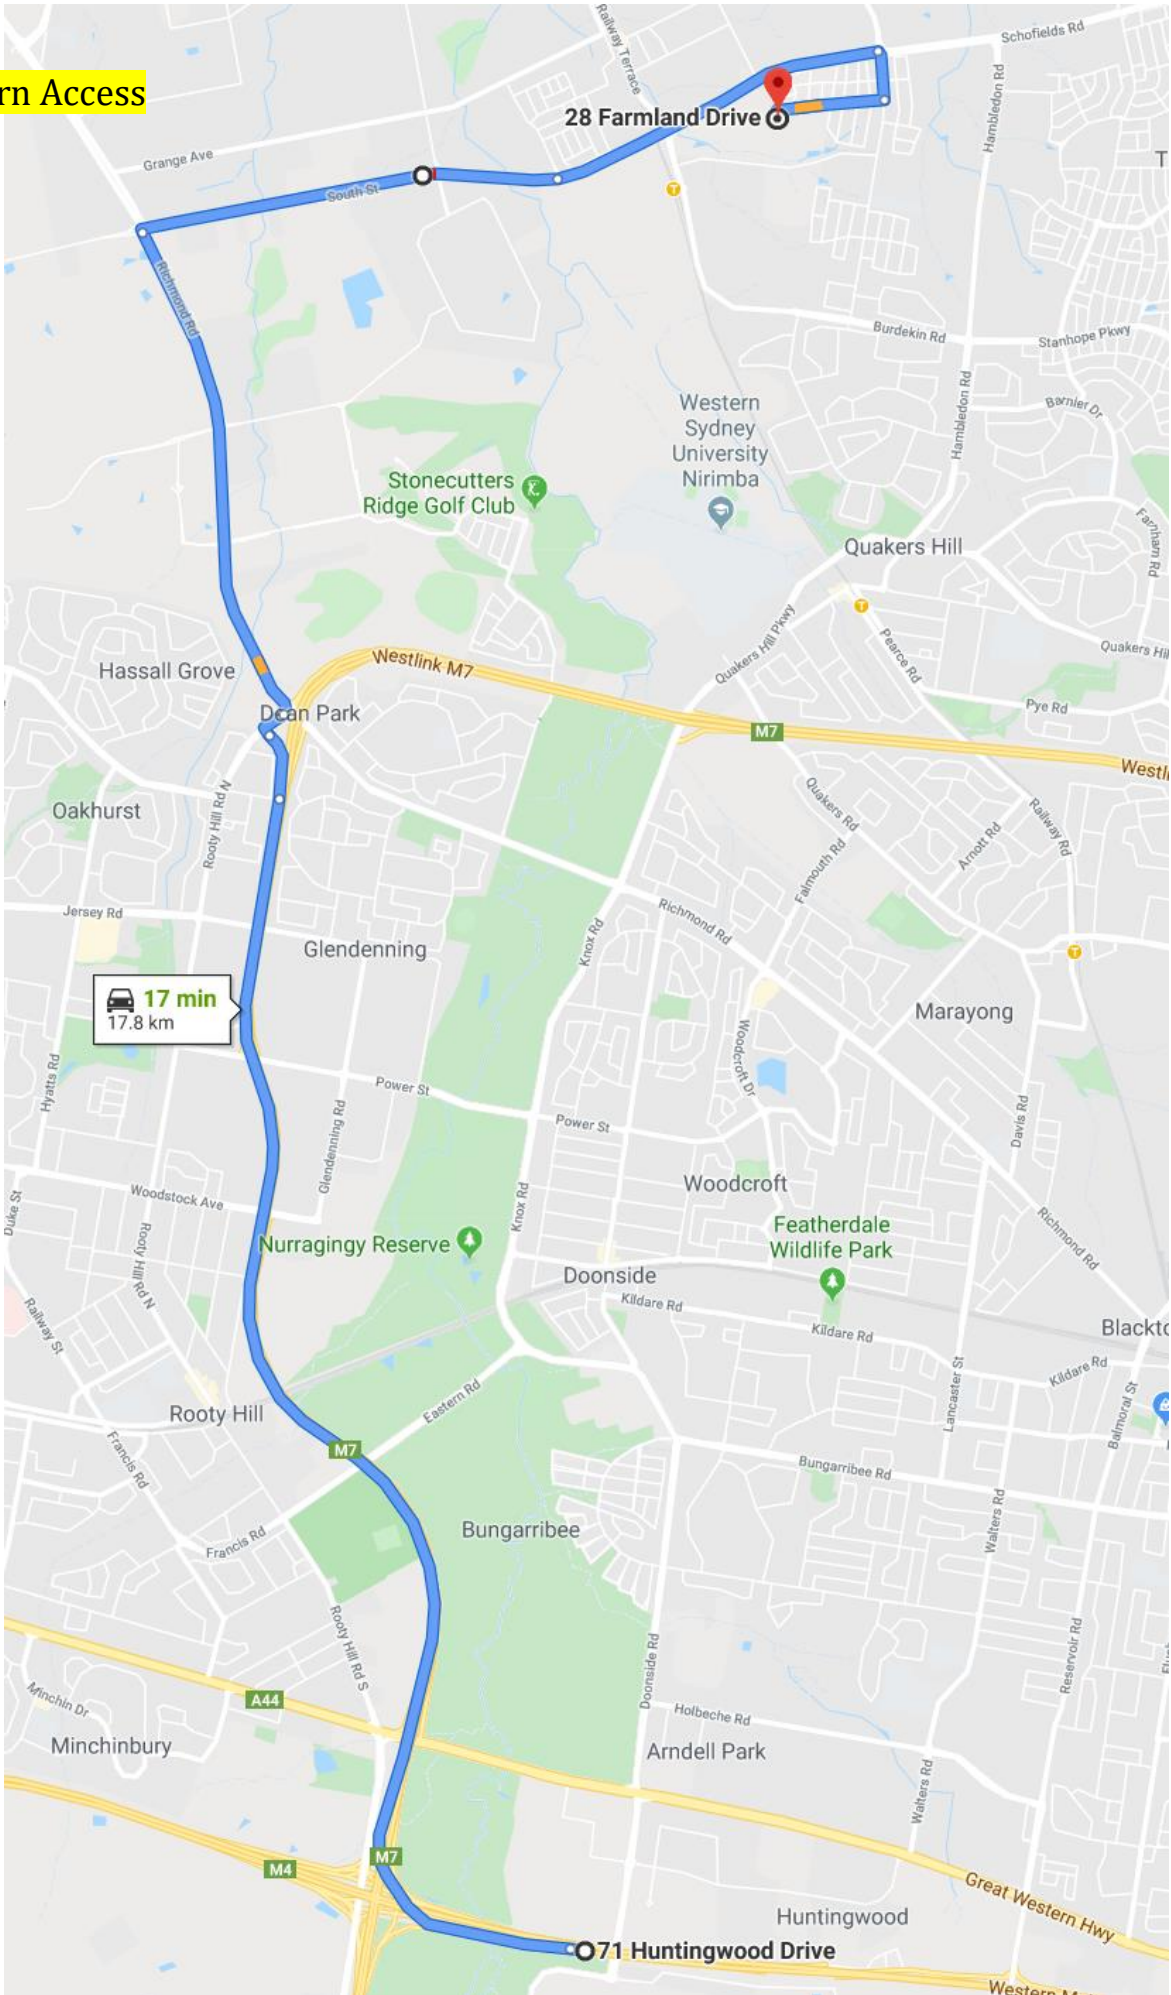 rn Access
Schofields Rd
Railway Terrace
28 Farmland Drive
Hambledon Rd
Grange Ave
T
South St
T
Richmond Rd
Burdekin Rd
Stanhope Pkwy
Western
Sydney
University
Nirimba
Hambledon Rd
Barnier Dr
Stonecutters
Ridge Golf Club
Farnham Rd
Quakers Hill
T
Quakers Hill Pkwy
Pearce Rd
Quakers Hil
Hassall Grove
Westlink M7
Pye Rd
Dean Park
M7
Westli
Oakhurst
Rooty Hill Rd N
Quakers Rd
Railway Rd
Arnott Rd
Falmouth Rd
Jersey Rd
Richmond Rd
Knox Rd
Glendenning
T
17 min
17.8 km
Marayong
Woodcroft Dr
Hyatts Rd
Power St
Power St
Davis Rd
Glendenning Rd
Woodstock Ave
Duke St
Knox Rd
Woodcroft
Featherdale
Wildlife Park
Richmond Rd
Rooty Hill Rd N
Nurragingy Reserve
Doonside
Kildare Rd
Railway St
Kildare Rd
Blackto
Kildare Rd
Lancaster St
Balmoral St
Rooty Hill
Eastern Rd
M7
Francis Rd
Bungarribee Rd
Walters Rd
Francis Rd
Bungarribee
Rooty Hill Rd S
Doonside Rd
Reservoir Rd
Minchin Dr
A44
Holbeche Rd
Minchinbury
Arndell Park
Walters Rd
M4
M7
Great Western Hwy
Huntingwood
71 Huntingwood Drive
Western M